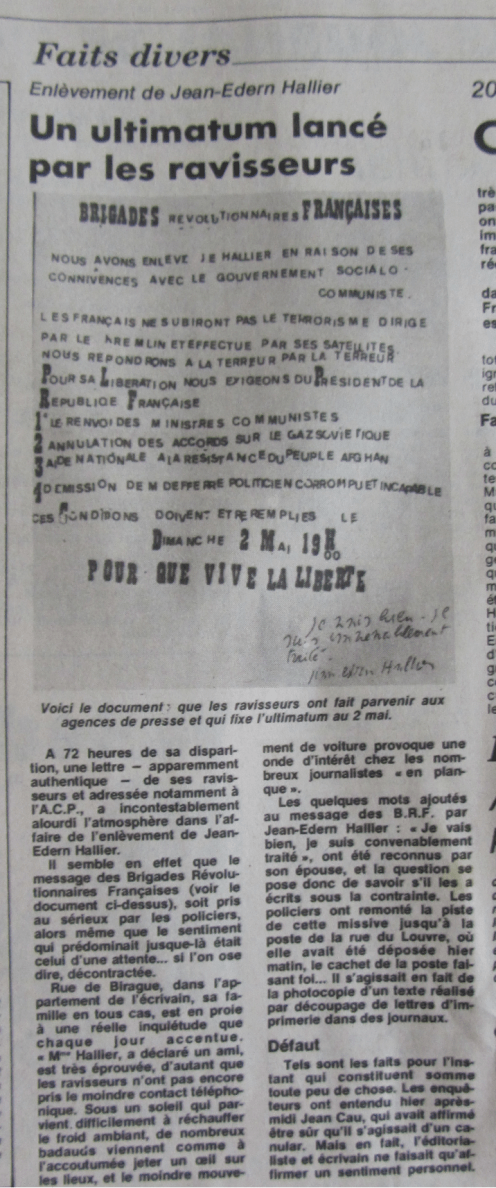 Faits divers
Enlèvement de Jean-Edern Hallier
Un ultimatum lancé
par les ravisseurs
BRIGADES REVOLUTIONNAIRES FRANÇAISES
NOUS AVONS ENLEVE JE HALLIER EN RAISON DE SES
CONNIVENCES AVEC LE GOUVERNEMENT SOCIALO-
COMMUNISTE.
LES FRANÇAIS NE SUBIRONT PAS LE TERRORISME DIRIGE
PAR LE KREMLIN ET EFFECTUE PAR SES SATELLITES
NOUS REPONDRONS A LA TERREUR PAR LA TERREUR
POUR SA LIBERATION NOUS EXIGEONS DU PRESIDENT DE LA
REPUBLIQUE FRANÇAISE
1° LE RENVOI DES MINISTRES COMMUNISTES
2 ANNULATION DES ACCORDS SUR LE GAZ SOVIETIQUE
3 AIDE NATIONALE A LA RESISTANCE DU PEUPLE AFGHAN
4 DEMISSION DE M DEFFERRE POLITICIEN CORROMPU ET INCAPABLE
CES CONDITIONS DOIVENT ETRE REMPLIES LE
DIMANCHE 2 MAI 19H00
POUR QUE VIVE LA LIBERTE
Je vais bien - Je
suis convenablement
traité.
Jean Edern Hallier
Voici le document : que les ravisseurs ont fait parvenir aux
agences de presse et qui fixe l'ultimatum au 2 mai.
A 72 heures de sa dispari-
tion, une lettre — apparemment
authentique — de ses ravis-
seurs et adressée notamment à
l'A.C.P., a incontestablement
alourdi l'atmosphère dans l'af-
faire de l'enlèvement de Jean-
Edern Hallier.
Il semble en effet que le
message des Brigades Révolu-
tionnaires Françaises (voir le
document ci-dessus), soit pris
au sérieux par les policiers,
alors même que le sentiment
qui prédominait jusque-là était
celui d'une attente... si l'on ose
dire, décontractée.
Rue de Birague, dans l'ap-
partement de l'écrivain, sa fa-
mille en tous cas, est en proie
à une réelle inquiétude que
chaque jour accentue.
« Mme Hallier, a déclaré un ami,
est très éprouvée, d'autant que
les ravisseurs n'ont pas encore
pris le moindre contact télépho-
nique. Sous un soleil qui par-
vient difficilement à réchauffer
le froid ambiant, de nombreux
badauds viennent comme à
l'accoutumée jeter un œil sur
les lieux, et le moindre mouve-
ment de voiture provoque une
onde d'intérêt chez les nom-
breux journalistes « en plan-
que ».
Les quelques mots ajoutés
au message des B.R.F. par
Jean-Edern Hallier : « Je vais
bien, je suis convenablement
traité », ont été reconnus par
son épouse, et la question se
pose donc de savoir s'il les a
écrits sous la contrainte. Les
policiers ont remonté la piste
de cette missive jusqu'à la
poste de la rue du Louvre, où
elle avait été déposée hier
matin, le cachet de la poste fai-
sant foi... Il s'agissait en fait de
la photocopie d'un texte réalisé
par découpage de lettres d'im-
primerie dans des journaux.
Défaut
Tels sont les faits pour l'ins-
tant qui constituent somme
toute peu de chose. Les enquê-
teurs ont entendu hier après-
midi Jean Cau, qui avait affirmé
être sûr qu'il s'agissait d'un ca-
nular. Mais en fait, l'éditoria-
liste et écrivain ne faisait qu'af-
firmer un sentiment personnel.
20